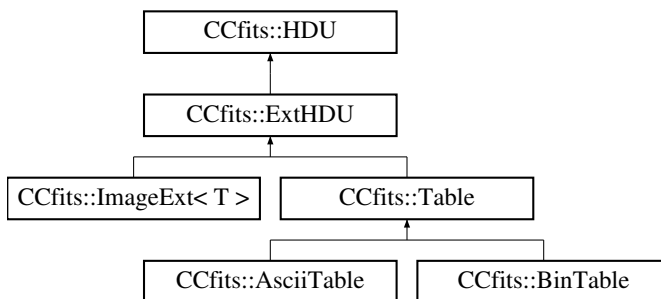 CCfits::HDU
CCfits::ExtHDU
CCfits::ImageExt< T >
CCfits::Table
CCfits::AsciiTable
CCfits::BinTable